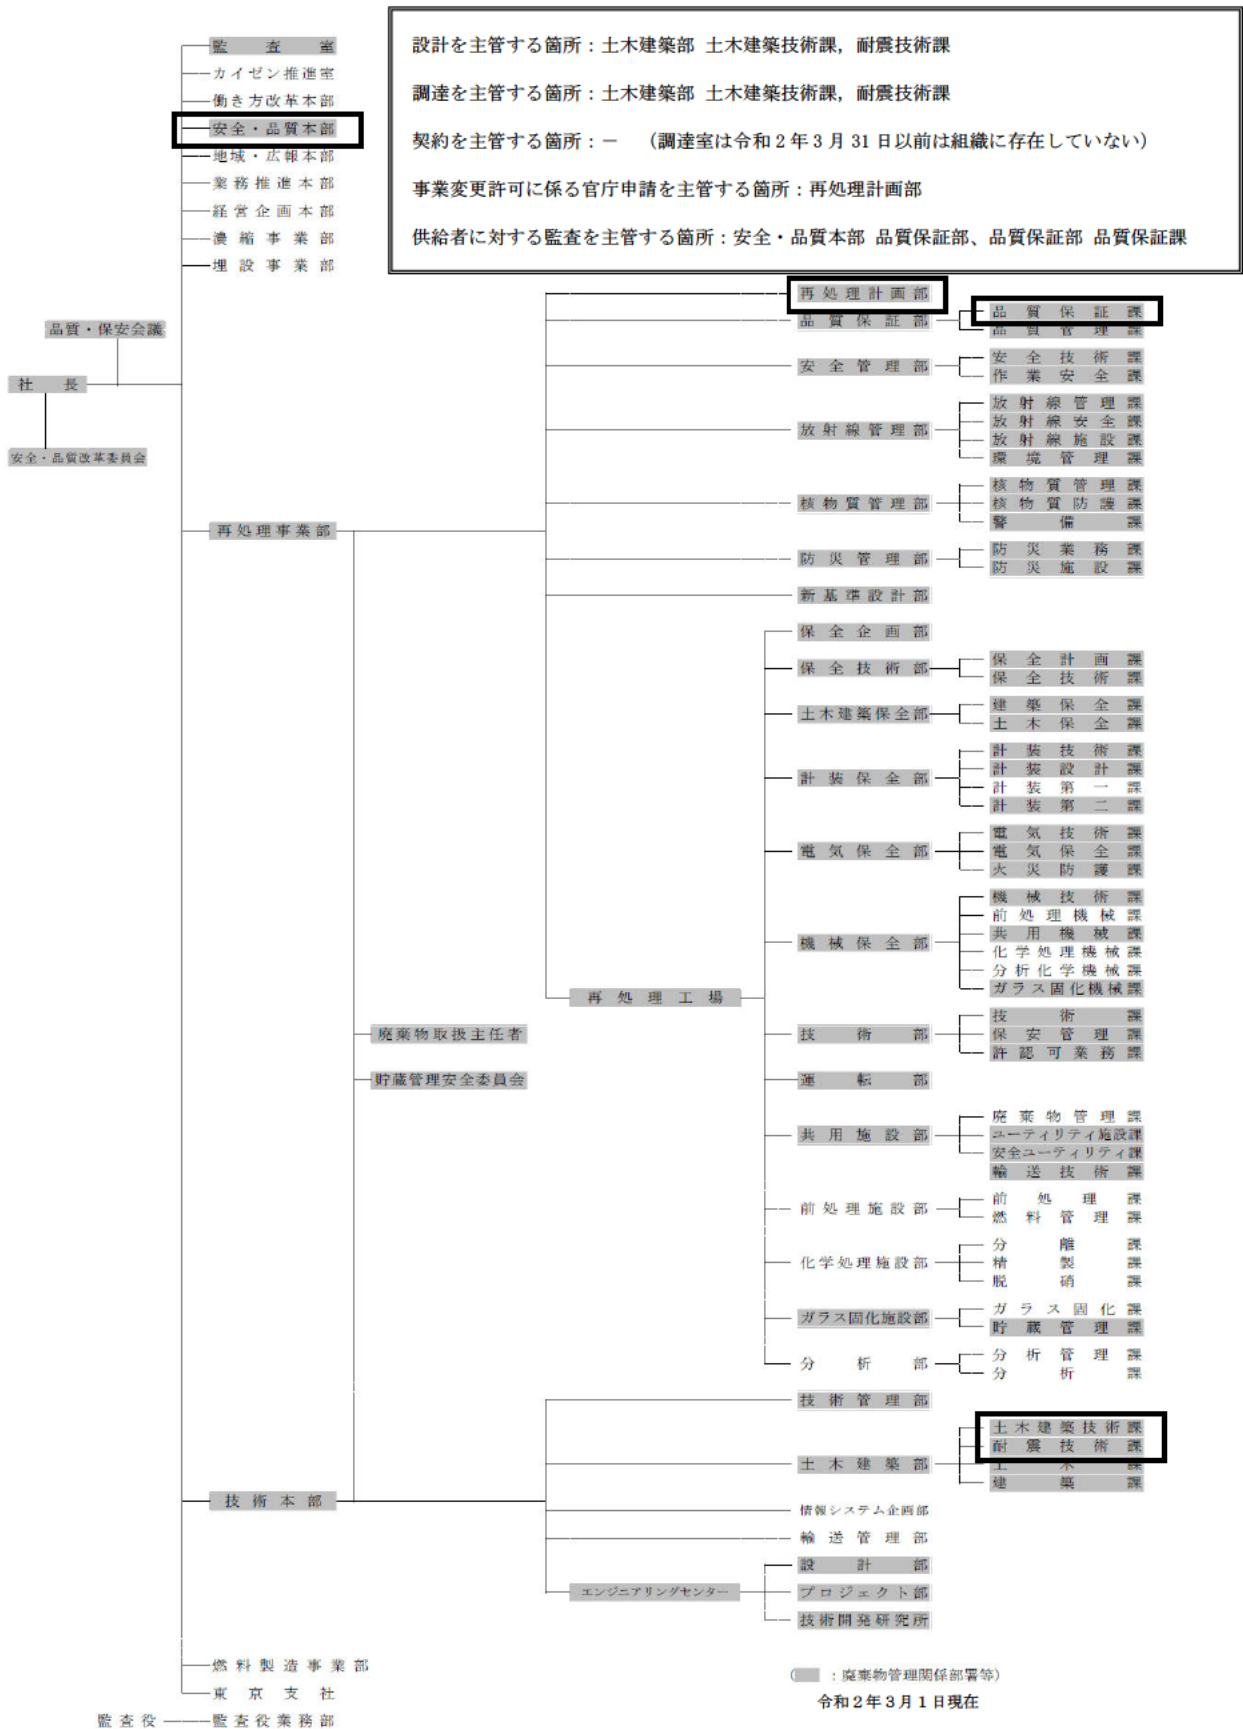 設計を主管する箇所：土木建築部 土木建築技術課，耐震技術課
調達を主管する箇所：土木建築部 土木建築技術課，耐震技術課
契約を主管する箇所：－ （調達室は令和２年３月 31 日以前は組織に存在していない）
事業変更許可に係る官庁申請を主管する箇所：再処理計画部
供給者に対する監査を主管する箇所：安全・品質本部 品質保証部、品質保証部 品質保証課
監査室
カイゼン推進室
働き方改革本部
安全・品質本部
地域・広報本部
業務推進本部
経営企画本部
濃縮事業部
埋設事業部
品質・保安会議
社長
安全・品質改革委員会
再処理事業部
再処理計画部
品質保証部
品質保証課
品質管理課
安全管理部
安全技術課
作業安全課
放射線管理部
放射線管理課
放射線安全課
放射線施設課
環境管理課
核物質管理部
核物質管理課
核物質防護課
警備課
防災管理部
防災業務課
防災施設課
新基準設計部
保全企画部
保全技術部
保全計画課
保全技術課
土木建築保全部
建築保全課
土木保全課
計装保全部
計装技術課
計装設計課
計装第一課
計装第二課
電気保全部
電気技術課
電気保全課
火災防護課
機械保全部
機械技術課
前処理機械課
共用機械課
化学処理機械課
分析化学機械課
ガラス固化機械課
再処理工場
廃棄物取扱主任者
貯蔵管理安全委員会
技術部
技術課
保安管理課
許認可業務課
運転部
共用施設部
廃棄物管理課
ユーティリティ施設課
安全ユーティリティ課
輸送技術課
前処理施設部
前処理課
燃料管理課
化学処理施設部
分離課
精製課
脱硝課
ガラス固化施設部
ガラス固化課
貯蔵管理課
分析部
分析管理課
分析課
技術本部
技術管理部
土木建築部
土木建築技術課
耐震技術課
土木課
建築課
情報システム企画部
輸送管理部
エンジニアリングセンター
設計部
プロジェクト部
技術開発研究所
燃料製造事業部
東京支社
監査役
監査役業務部
（ ：廃棄物管理関係部署等）
令和２年３月１日現在